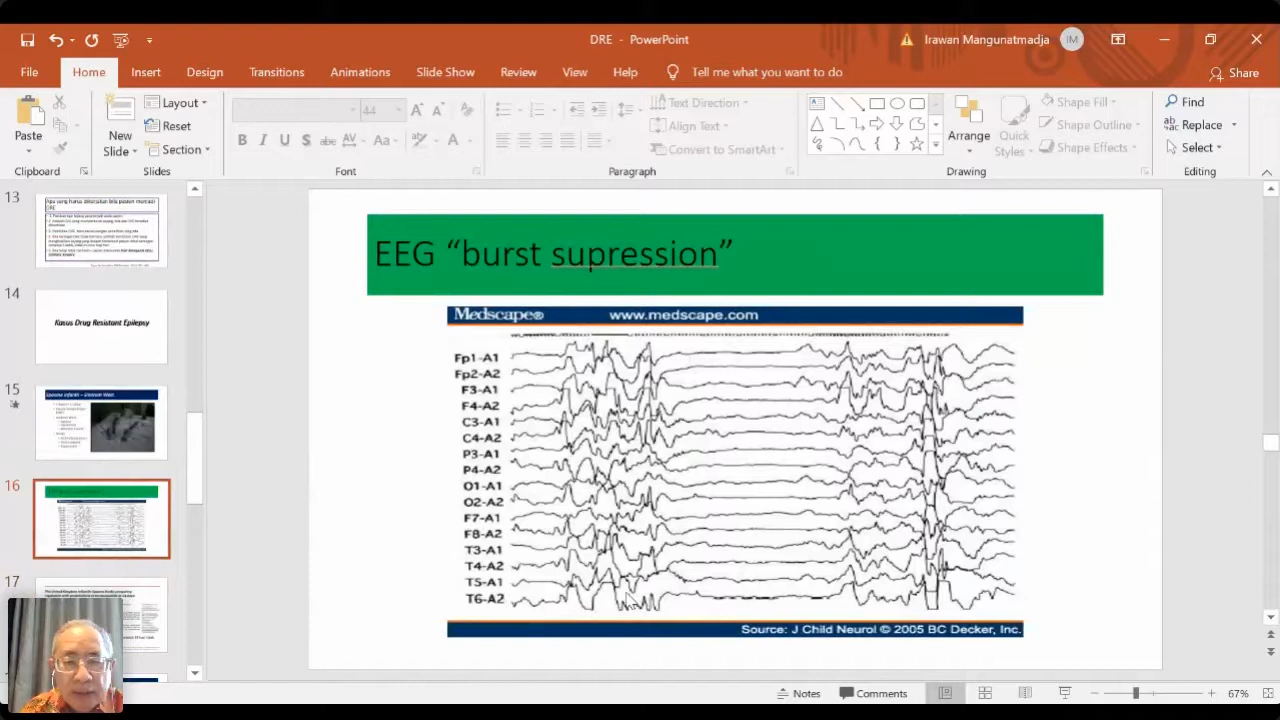 DRE - PowerPoint
Irawan Mangunatmadja
IM
File
Home
Insert
Design
Transitions
Animations
Slide Show
Review
View
Help
Tell me what you want to do
Share
Paste
Clipboard
New
Slide
Layout
Reset
Section
Slides
44
Font
Text Direction
Align Text
Convert to SmartArt
Paragraph
Arrange
Quick
Styles
Shape Fill
Shape Outline
Shape Effects
Drawing
Find
Replace
Select
Editing
13
DRE
14
Kasus Drug Resistant Epilepsy
15
16
17
EEG “burst supression”
Medscape® www.medscape.com
Fp1-A1
Fp2-A2
F3-A1
F4-A2
C3-A1
C4-A2
P3-A1
P4-A2
O1-A1
O2-A2
F7-A1
F8-A2
T3-A1
T4-A2
T5-A1
T6-A2
Source: J Child Neurol © 2005 BC Decker, Inc.
Notes
Comments
67%